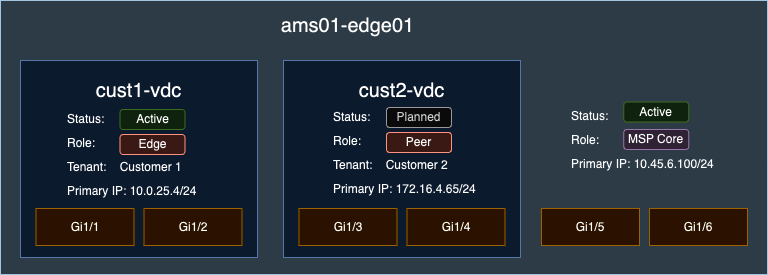 ams01-edge01
cust1-vdc
Status: Active
Role: Edge
Tenant: Customer 1
Primary IP: 10.0.25.4/24
Gi1/1 Gi1/2
cust2-vdc
Status: Planned
Role: Peer
Tenant: Customer 2
Primary IP: 172.16.4.65/24
Gi1/3 Gi1/4
Status: Active
Role: MSP Core
Primary IP: 10.45.6.100/24
Gi1/5 Gi1/6